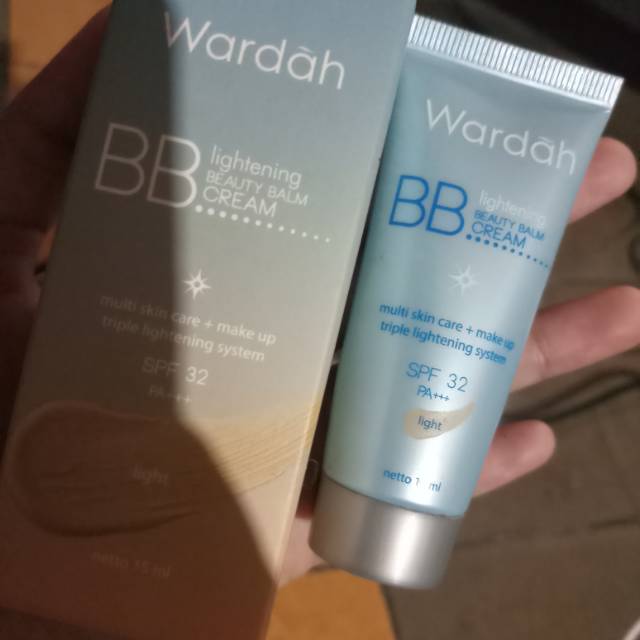 Wardah
BB
lightening
BEAUTY BALM
CREAM
multi skin care + make up
triple lightening system
SPF 32
PA+++
light
netto 15 ml
Wardah
BB
lightening
BEAUTY BALM
CREAM
multi skin care + make up
triple lightening system
SPF 32
PA+++
light
netto ml